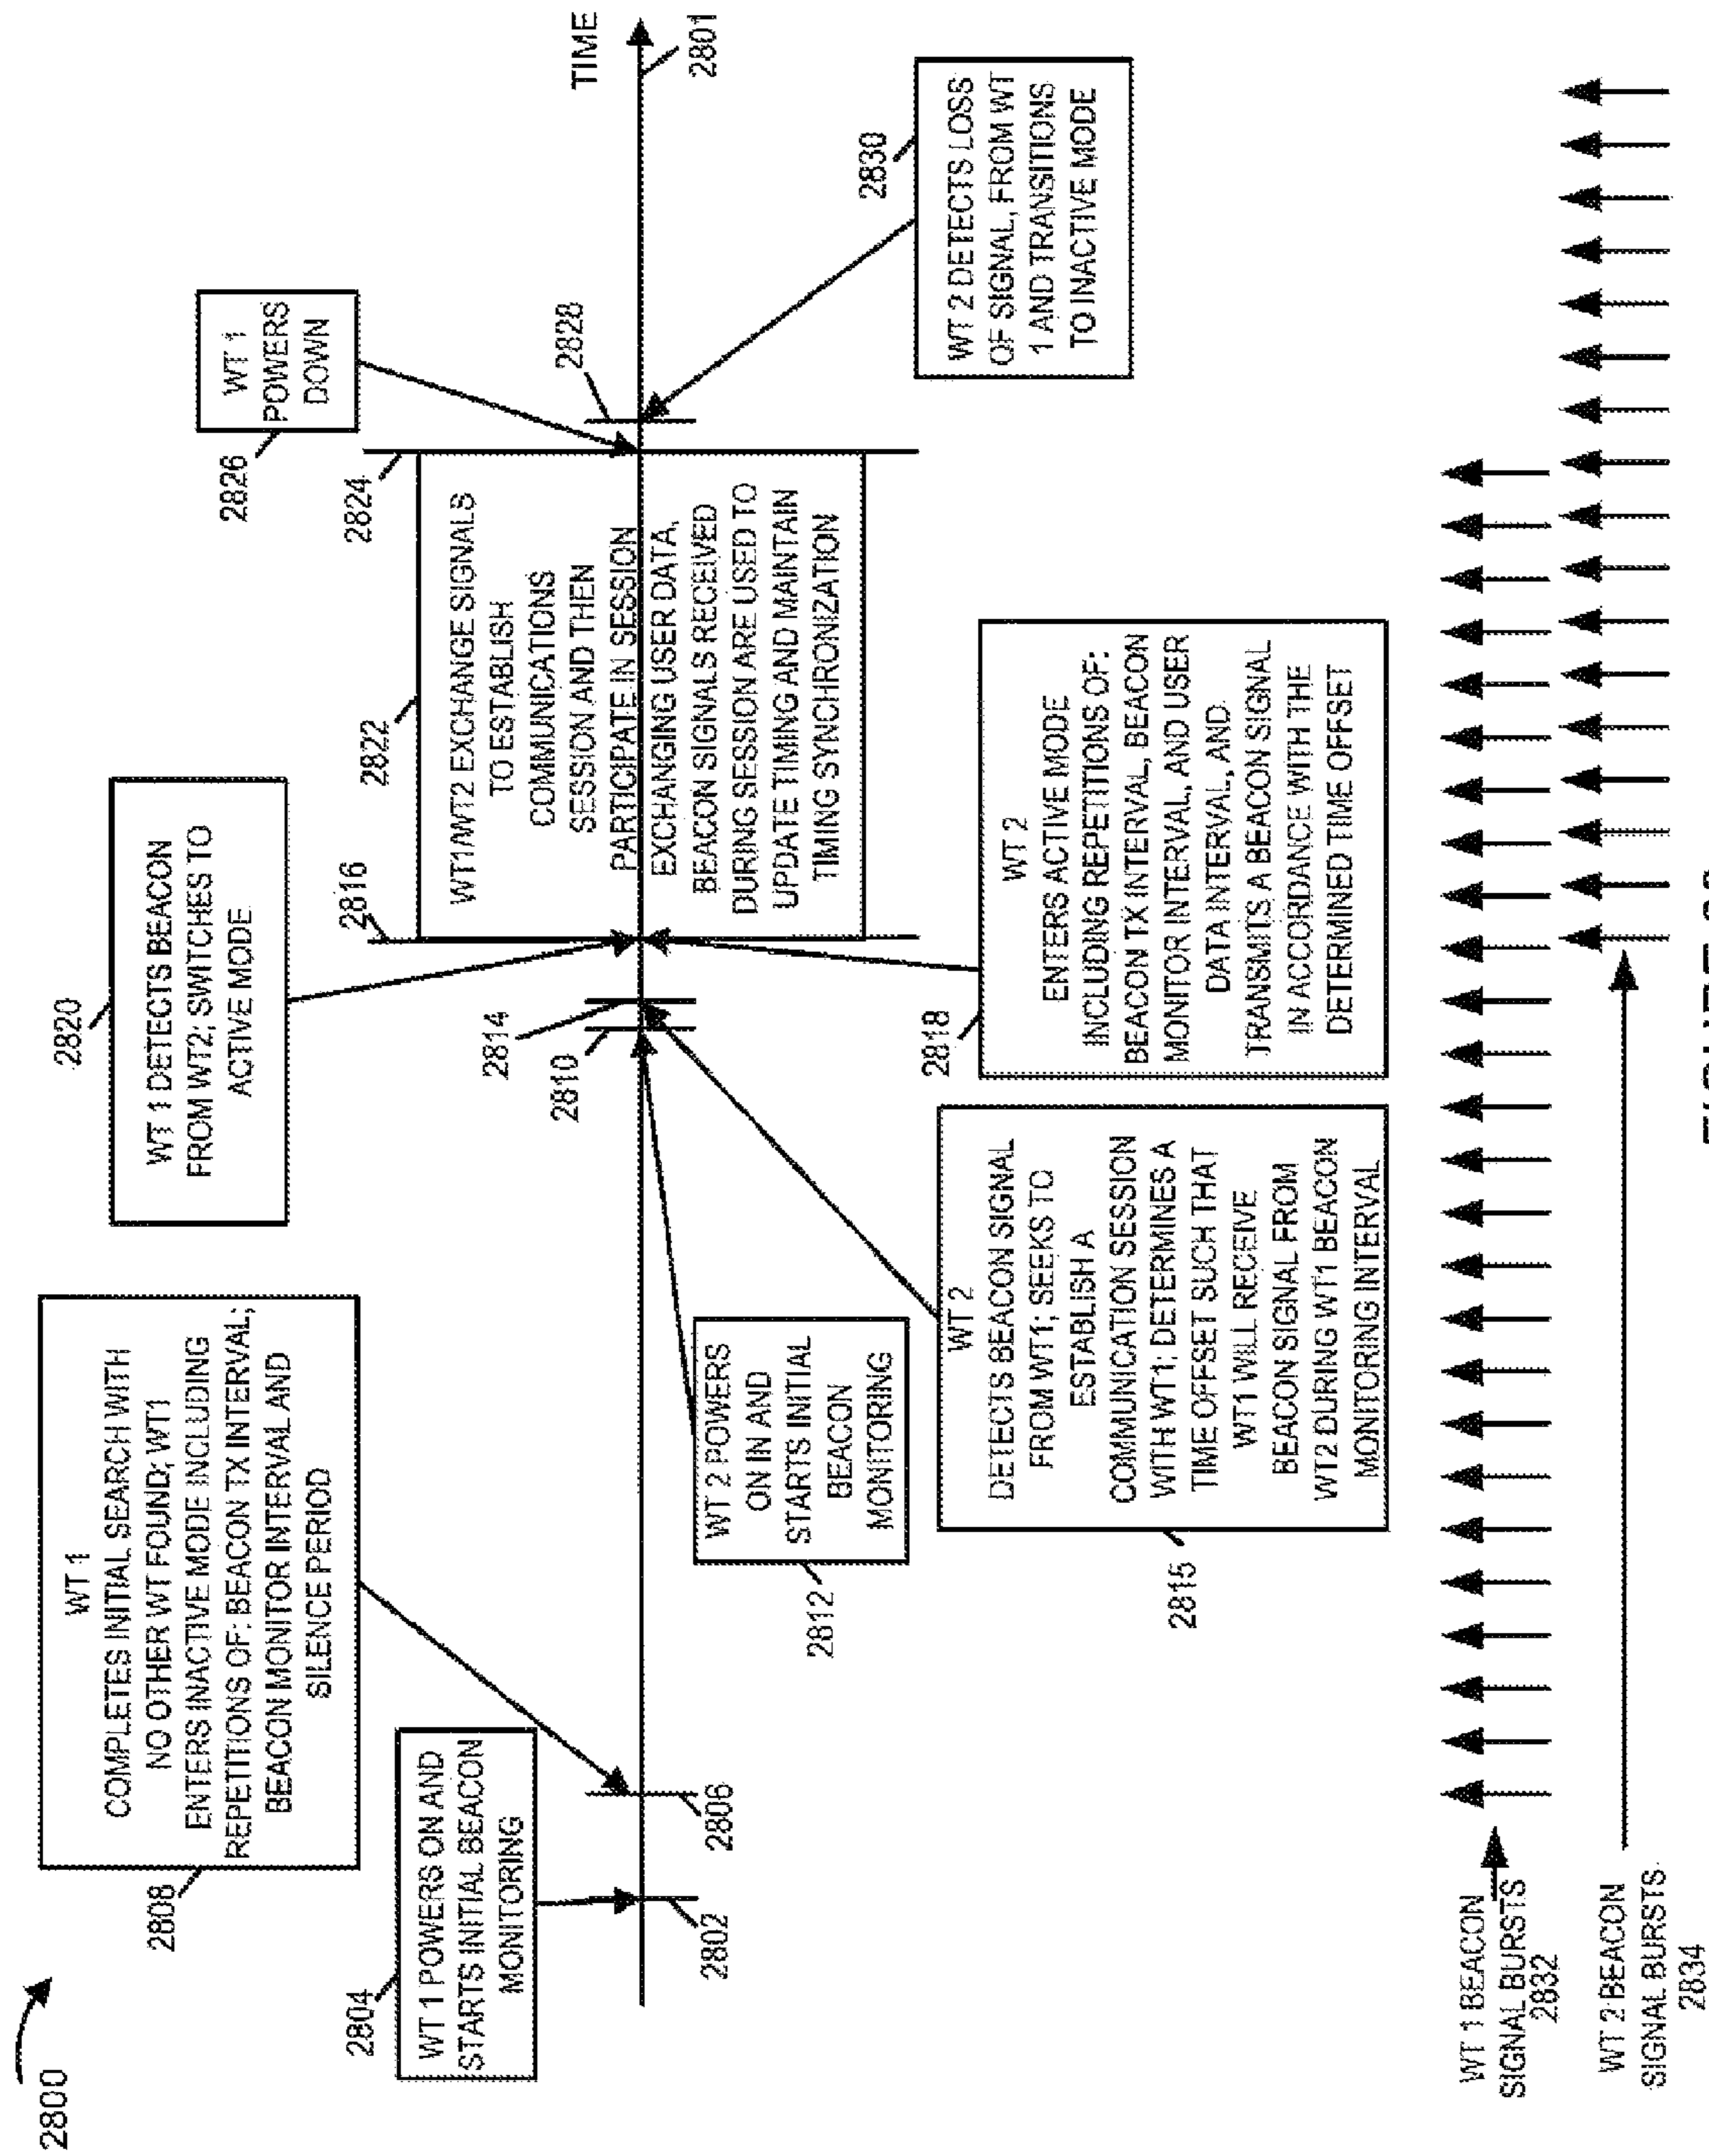 2800
2804
WT 1 POWERS ON AND
STARTS INITIAL BEACON
MONITORING
2802
2808
WT 1
COMPLETES INITIAL SEARCH WITH
NO OTHER WT FOUND; WT1
ENTERS INACTIVE MODE INCLUDING
REPETITIONS OF: BEACON TX INTERVAL;
BEACON MONITOR INTERVAL AND
SILENCE PERIOD
2806
WT 2 POWERS
ON IN AND
STARTS INITIAL
BEACON
MONITORING
2812
2810
2814
WT 2
DETECTS BEACON SIGNAL
FROM WT1; SEEKS TO
ESTABLISH A
COMMUNICATION SESSION
WITH WT1; DETERMINES A
TIME OFFSET SUCH THAT
WT1 WILL RECEIVE
BEACON SIGNAL FROM
WT2 DURING WT1 BEACON
MONITORING INTERVAL
2815
2820
WT 1 DETECTS BEACON
FROM WT2; SWITCHES TO
ACTIVE MODE
2816
2818
WT 2
ENTERS ACTIVE MODE
INCLUDING REPETITIONS OF:
BEACON TX INTERVAL, BEACON
MONITOR INTERVAL, AND USER
DATA INTERVAL, AND
TRANSMITS A BEACON SIGNAL
IN ACCORDANCE WITH THE
DETERMINED TIME OFFSET
2822
WT1/WT2 EXCHANGE SIGNALS
TO ESTABLISH
COMMUNICATIONS
SESSION AND THEN
PARTICIPATE IN SESSION
EXCHANGING USER DATA,
BEACON SIGNALS RECEIVED
DURING SESSION ARE USED TO
UPDATE TIMING AND MAINTAIN
TIMING SYNCHRONIZATION
2824
2826
WT 1
POWERS
DOWN
2828
2830
WT 2 DETECTS LOSS
OF SIGNAL, FROM WT
1 AND TRANSITIONS
TO INACTIVE MODE
TIME
2801
WT 1 BEACON
SIGNAL BURSTS
2832
WT 2 BEACON
SIGNAL BURSTS
2834